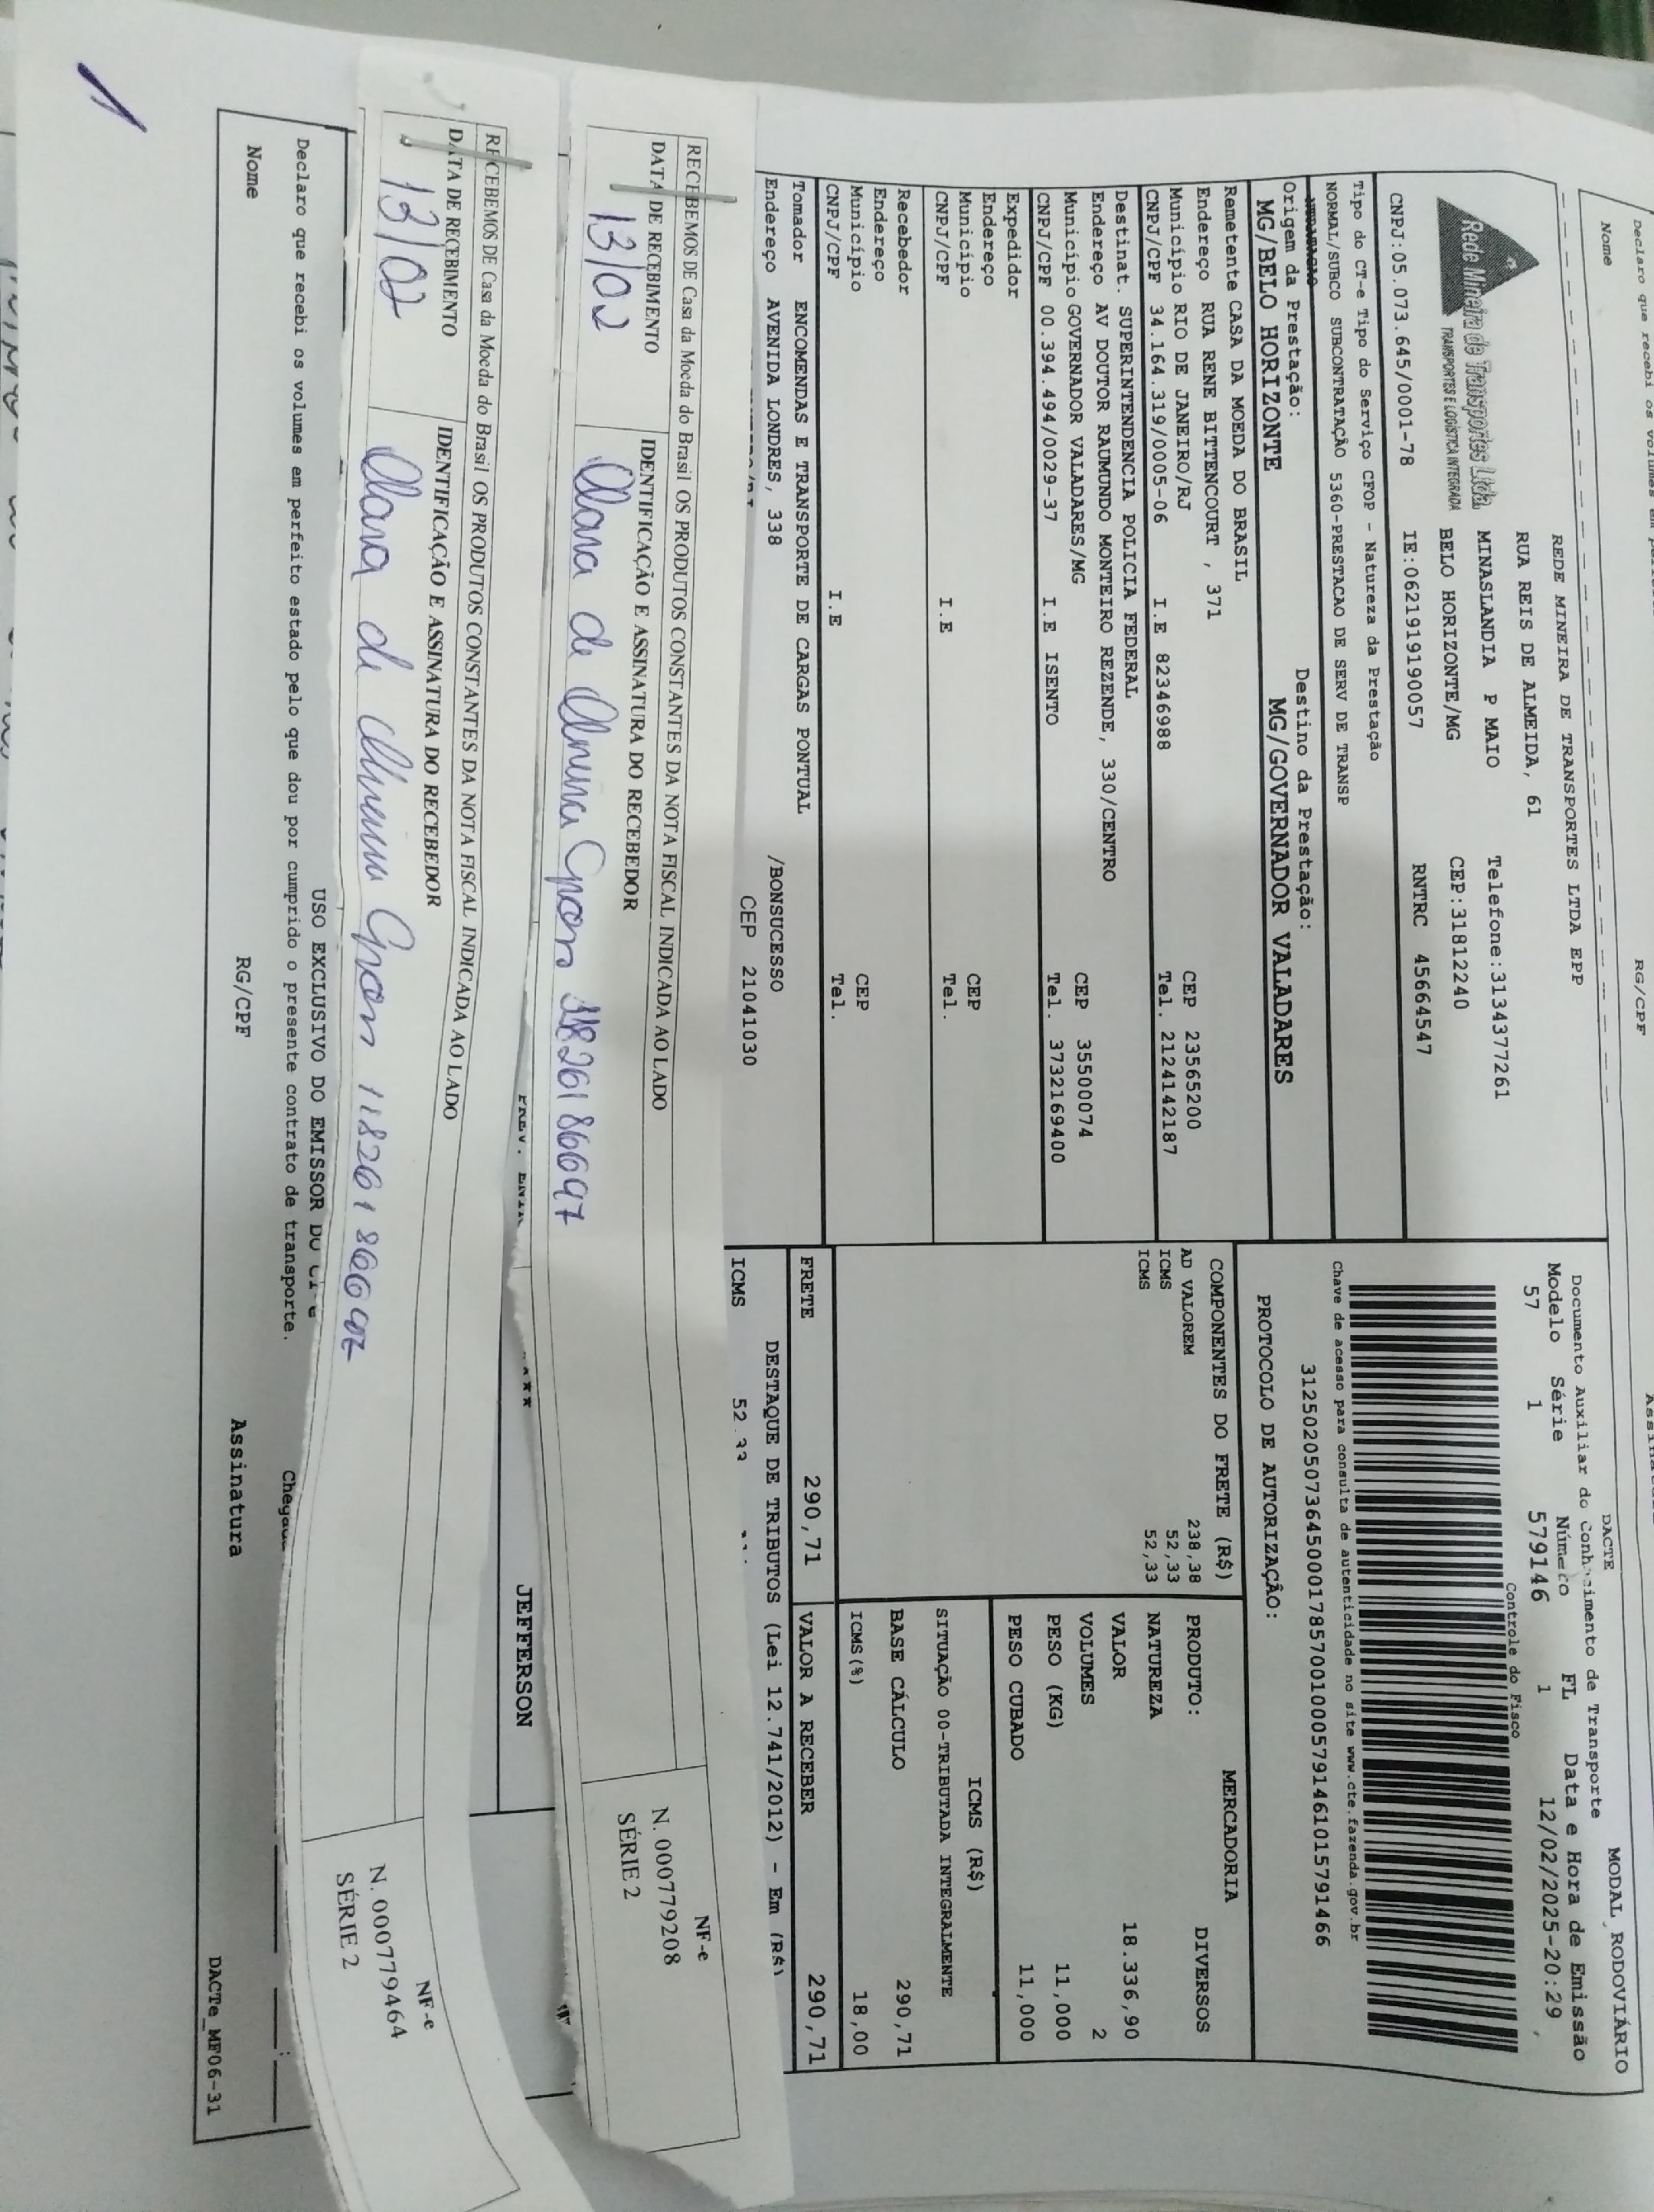 Declaro que recebi os volumes em
Nome RG/CPF
DACTE MODAL RODOVIÁRIO
Documento Auxiliar do Conhecimento de Transporte
Modelo Série Número FL Data e Hora de Emissão
57 1 579146 1 12/02/2025-20:29
Controle do Fisco
Rede Mineira de Transportes Ltda.
TRANSPORTES E LOGÍSTICA INTEGRADA
REDE MINEIRA DE TRANSPORTES LTDA EPP
RUA REIS DE ALMEIDA, 61
MINASLANDIA P MAIO Telefone:3134377261
BELO HORIZONTE/MG CEP:31812240
CNPJ:05.073.645/0001-78 IE:0621919190057 RNTRC 45664547
Tipo do CT-e Tipo do Serviço CFOP - Natureza da Prestação
NORMAL/SUBCO SUBCONTRATAÇÃO 5360-PRESTACAO DE SERV DE TRANSP
Chave de acesso para consulta de autenticidade no site www.cte.fazenda.gov.br
31250205073645000178570010005791461015791466
Origem da Prestação: Destino da Prestação:
MG/BELO HORIZONTE MG/GOVERNADOR VALADARES
PROTOCOLO DE AUTORIZAÇÃO:
Remetente CASA DA MOEDA DO BRASIL
Endereço RUA RENE BITTENCOURT , 371 CEP 23565200
Município RIO DE JANEIRO/RJ Tel. 2124142187
CNPJ/CPF 34.164.319/0005-06 I.E 82346988
Destinat. SUPERINTENDENCIA POLICIA FEDERAL
Endereço AV DOUTOR RAUMUNDO MONTEIRO REZENDE, 330/CENTRO
Município GOVERNADOR VALADARES/MG CEP 35500074
CNPJ/CPF 00.394.494/0029-37 I.E ISENTO Tel. 3732169400
Expedidor
Endereço
Município CEP
CNPJ/CPF I.E Tel.
Recebedor
Endereço
Município CEP
CNPJ/CPF I.E Tel.
Tomador ENCOMENDAS E TRANSPORTE DE CARGAS PONTUAL
Endereço AVENIDA LONDRES, 338 /BONSUCESSO
CEP 21041030
COMPONENTES DO FRETE (R$)
AD VALOREM 238,38
ICMS 52,33
ICMS 52,33
MERCADORIA
PRODUTO: DIVERSOS
NATUREZA
VALOR 18.336,90
VOLUMES 2
PESO (KG) 11,000
PESO CUBADO 11,000
ICMS (R$)
SITUAÇÃO 00-TRIBUTADA INTEGRALMENTE
BASE CÁLCULO 290,71
ICMS(%) 18,00
FRETE 290,71 VALOR A RECEBER 290,71
DESTAQUE DE TRIBUTOS (Lei 12.741/2012) - Em (R$)
ICMS 52,33
RECEBEMOS DE Casa da Moeda do Brasil OS PRODUTOS CONSTANTES DA NOTA FISCAL INDICADA AO LADO
DATA DE RECEBIMENTO IDENTIFICAÇÃO E ASSINATURA DO RECEBEDOR
13/02
NF-e
N. 000779208
SÉRIE 2
JEFFERSON
RECEBEMOS DE Casa da Moeda do Brasil OS PRODUTOS CONSTANTES DA NOTA FISCAL INDICADA AO LADO
DATA DE RECEBIMENTO IDENTIFICAÇÃO E ASSINATURA DO RECEBEDOR
13/02
NF-e
N. 000779464
SÉRIE 2
USO EXCLUSIVO DO EMISSOR DO
Declaro que recebi os volumes em perfeito estado pelo que dou por cumprido o presente contrato de transporte.
Nome RG/CPF Assinatura
DACTe_MF06-31
1